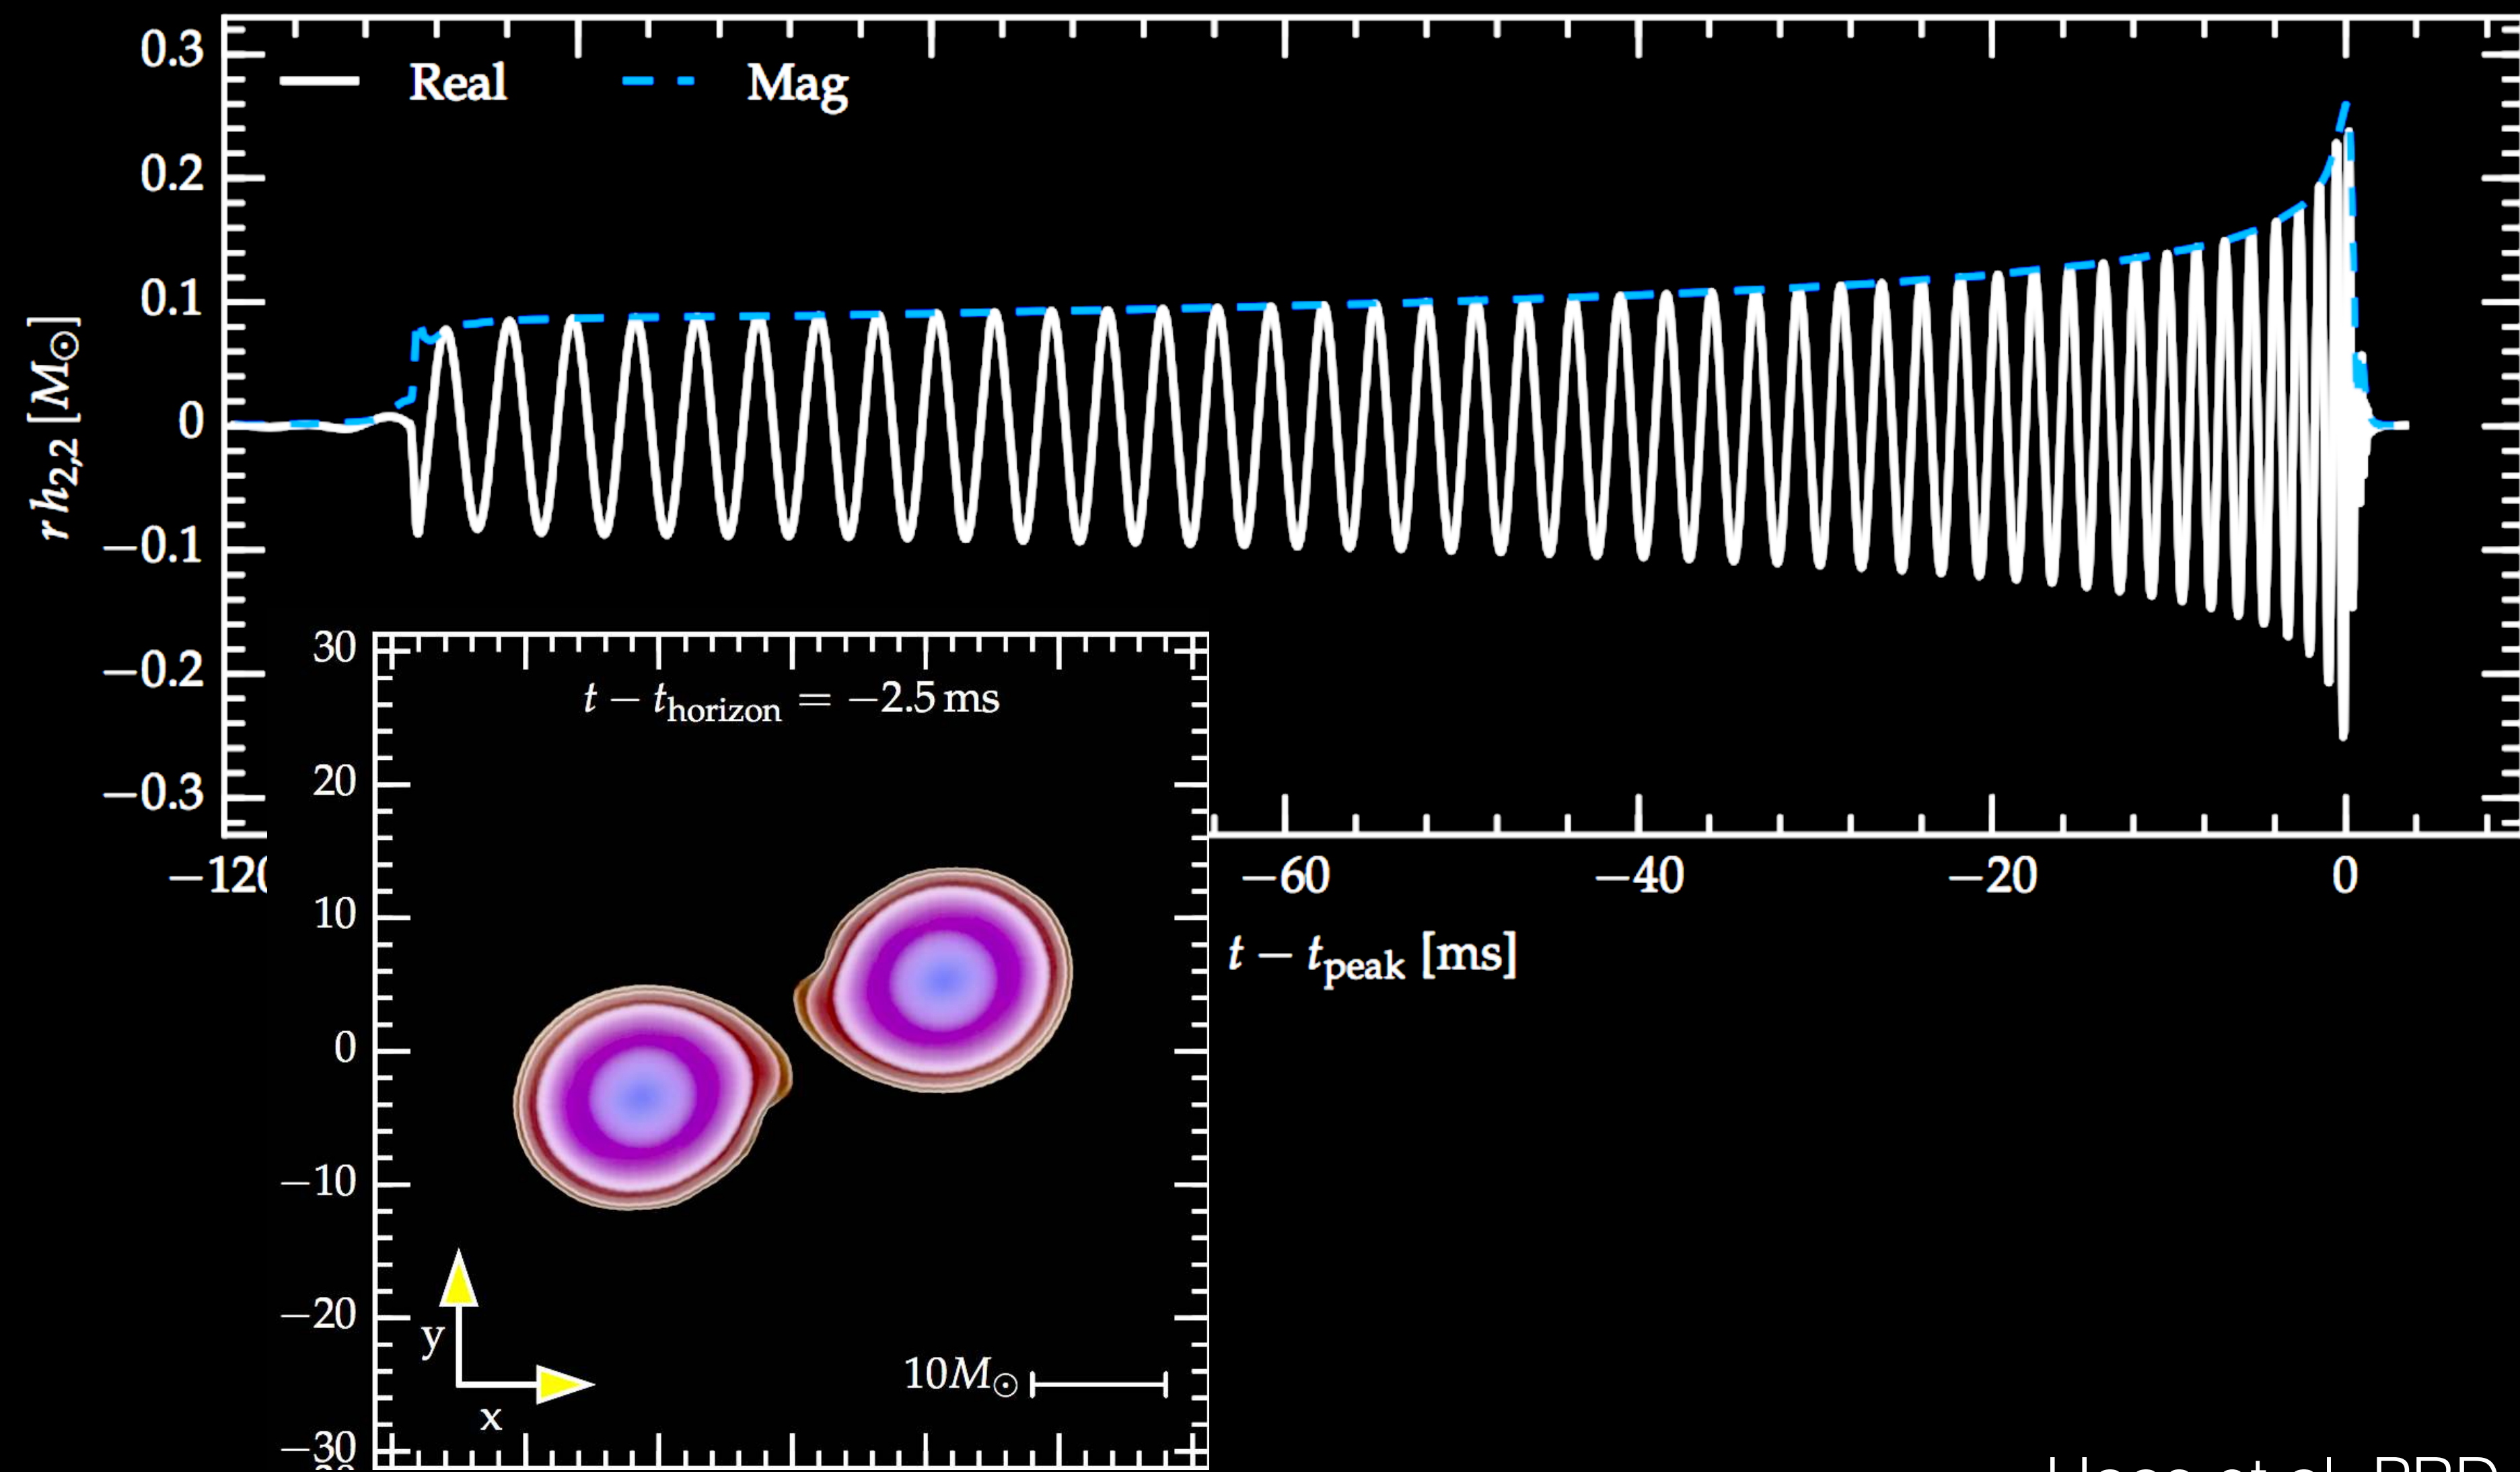 0.3
Real Mag
0.2
0.1
0
−0.1
−0.2
−0.3
r h2,2 [M⊙]
−60 −40 −20 0
t − tpeak [ms]
t − thorizon = −2.5 ms
30
20
10
0
−10
−20
−30
y
x
10M⊙